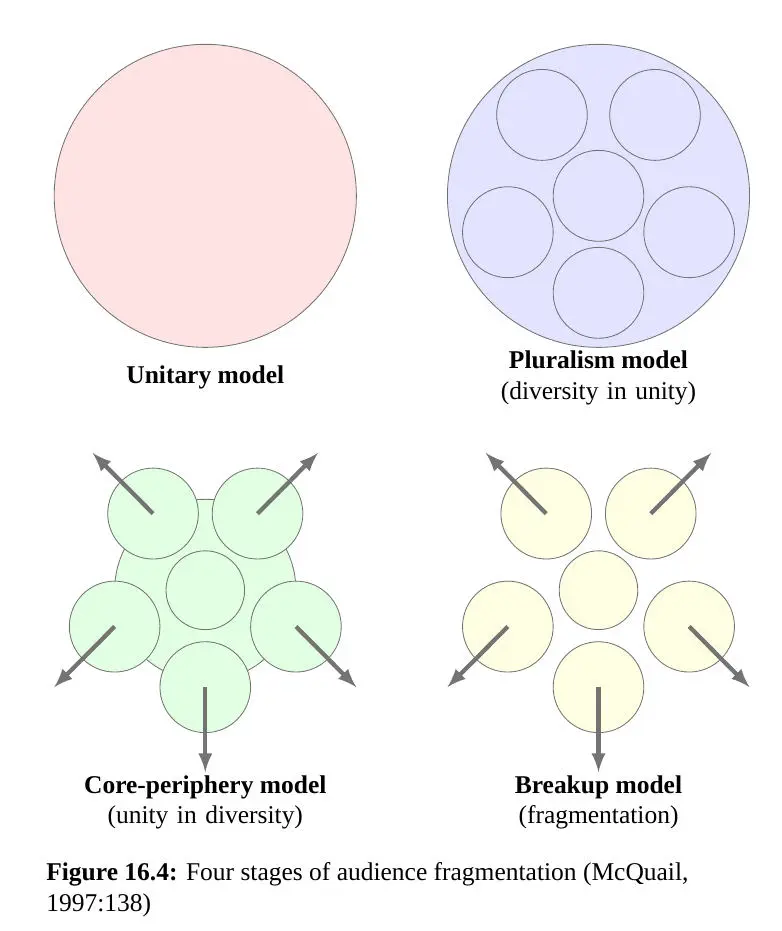 Unitary model
Pluralism model
(diversity in unity)
Core-periphery model
(unity in diversity)
Breakup model
(fragmentation)
Figure 16.4: Four stages of audience fragmentation (McQuail,
1997:138)